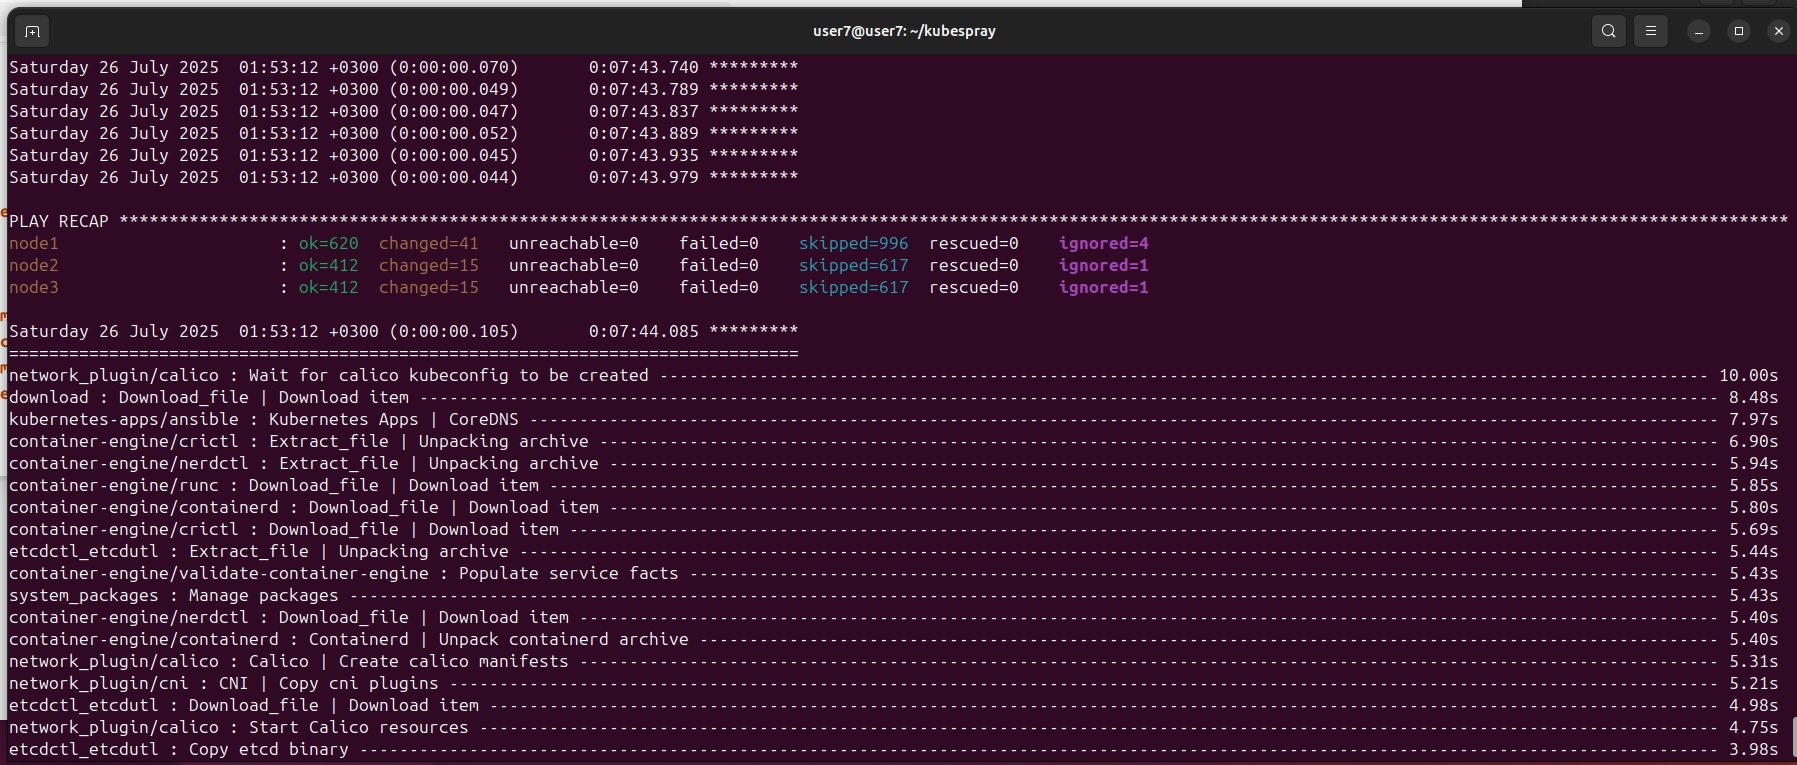 user7@user7: ~/kubespray
Saturday 26 July 2025  01:53:12 +0300 (0:00:00.070)       0:07:43.740 *********
Saturday 26 July 2025  01:53:12 +0300 (0:00:00.049)       0:07:43.789 *********
Saturday 26 July 2025  01:53:12 +0300 (0:00:00.047)       0:07:43.837 *********
Saturday 26 July 2025  01:53:12 +0300 (0:00:00.052)       0:07:43.889 *********
Saturday 26 July 2025  01:53:12 +0300 (0:00:00.045)       0:07:43.935 *********
Saturday 26 July 2025  01:53:12 +0300 (0:00:00.044)       0:07:43.979 *********
PLAY RECAP ***********************************************************************************************************************************************************************
node1                      : ok=620  changed=41   unreachable=0    failed=0    skipped=996  rescued=0    ignored=4
node2                      : ok=412  changed=15   unreachable=0    failed=0    skipped=617  rescued=0    ignored=1
node3                      : ok=412  changed=15   unreachable=0    failed=0    skipped=617  rescued=0    ignored=1
Saturday 26 July 2025  01:53:12 +0300 (0:00:00.105)       0:07:44.085 *********
===============================================================================
network_plugin/calico : Wait for calico kubeconfig to be created --------------------------------------------------------------------------------------------------------- 10.00s
download : Download_file | Download item ---------------------------------------------------------------------------------------------------------------------------------- 8.48s
kubernetes-apps/ansible : Kubernetes Apps | CoreDNS ----------------------------------------------------------------------------------------------------------------------- 7.97s
container-engine/crictl : Extract_file | Unpacking archive ---------------------------------------------------------------------------------------------------------------- 6.90s
container-engine/nerdctl : Extract_file | Unpacking archive --------------------------------------------------------------------------------------------------------------- 5.94s
container-engine/runc : Download_file | Download item --------------------------------------------------------------------------------------------------------------------- 5.85s
container-engine/containerd : Download_file | Download item --------------------------------------------------------------------------------------------------------------- 5.80s
container-engine/crictl : Download_file | Download item ------------------------------------------------------------------------------------------------------------------- 5.69s
etcdctl_etcdutl : Extract_file | Unpacking archive ------------------------------------------------------------------------------------------------------------------------ 5.44s
container-engine/validate-container-engine : Populate service facts ------------------------------------------------------------------------------------------------------- 5.43s
system_packages : Manage packages ----------------------------------------------------------------------------------------------------------------------------------------- 5.43s
container-engine/nerdctl : Download_file | Download item ------------------------------------------------------------------------------------------------------------------ 5.40s
container-engine/containerd : Containerd | Unpack containerd archive ------------------------------------------------------------------------------------------------------ 5.40s
network_plugin/calico : Calico | Create calico manifests ------------------------------------------------------------------------------------------------------------------ 5.31s
network_plugin/cni : CNI | Copy cni plugins ------------------------------------------------------------------------------------------------------------------------------- 5.21s
etcdctl_etcdutl : Download_file | Download item --------------------------------------------------------------------------------------------------------------------------- 4.98s
network_plugin/calico : Start Calico resources ---------------------------------------------------------------------------------------------------------------------------- 4.75s
etcdctl_etcdutl : Copy etcd binary ---------------------------------------------------------------------------------------------------------------------------------------- 3.98s